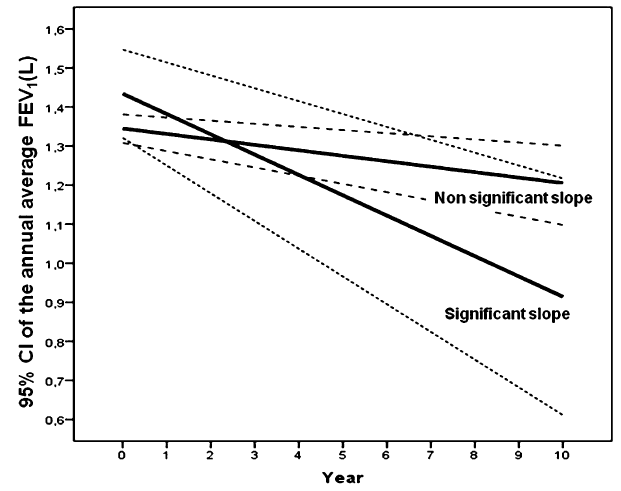 95% CI of the annual average FEV₁(L)
1,6
1,5
1,4
1,3
1,2
1,1
1,0
0,9
0,8
0,7
0,6
Non significant slope
Significant slope
0 1 2 3 4 5 6 7 8 9 10
Year